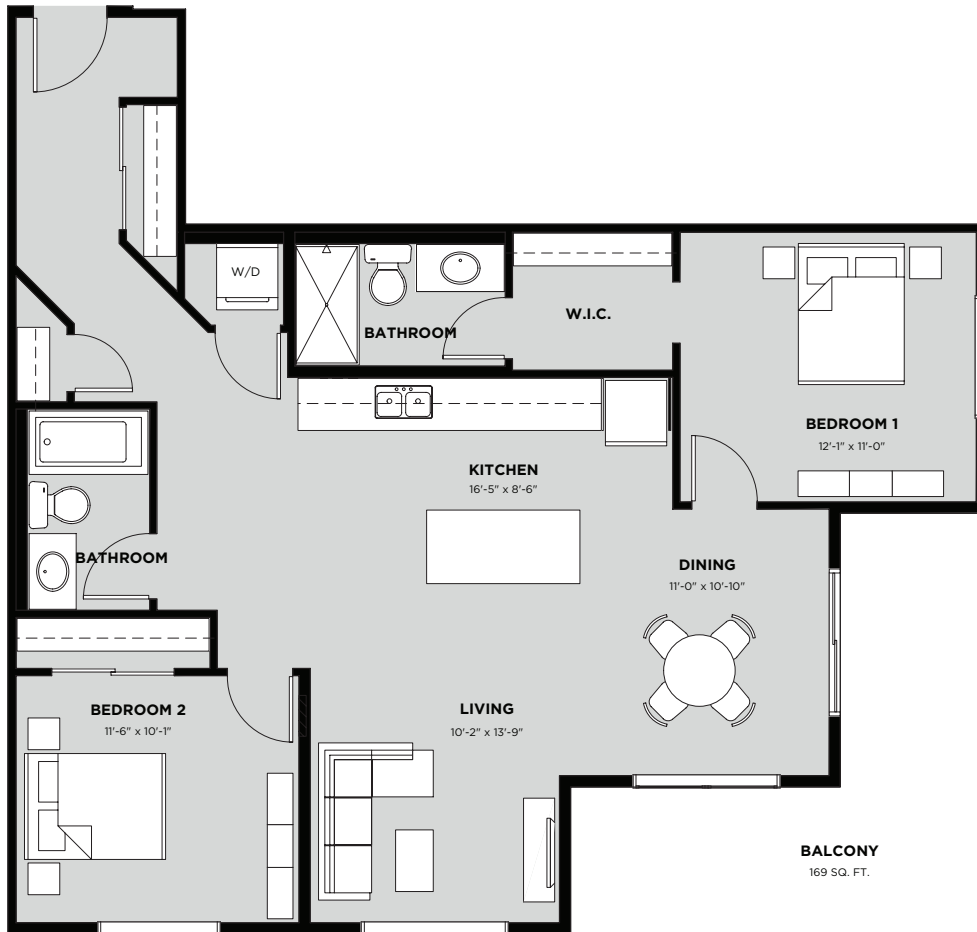 W/D
BATHROOM
W.I.C.
BEDROOM 1
12'-1" x 11'-0"
KITCHEN
16'-5" x 8'-6"
BATHROOM
DINING
11'-0" x 10'-10"
BEDROOM 2
11'-6" x 10'-1"
LIVING
10'-2" x 13'-9"
BALCONY
169 SQ. FT.